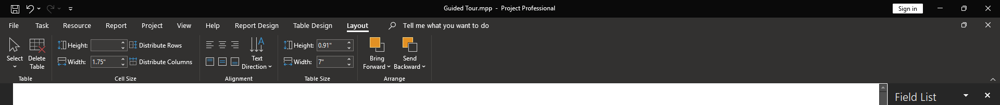 Guided Tour.mpp - Project Professional
Sign in
File Task Resource Report Project View Help Report Design Table Design Layout Tell me what you want to do
Select
Delete Table
Table
Height:
Width: 1.75"
Distribute Rows
Distribute Columns
Cell Size
Text Direction
Alignment
Height: 0.91"
Width: 7"
Table Size
Bring Forward
Send Backward
Arrange
Field List